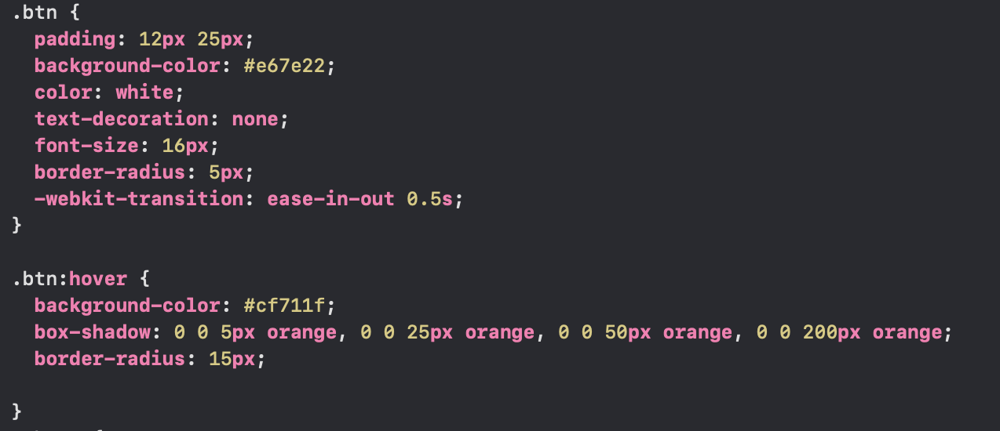 .btn {
  padding: 12px 25px;
  background-color: #e67e22;
  color: white;
  text-decoration: none;
  font-size: 16px;
  border-radius: 5px;
  -webkit-transition: ease-in-out 0.5s;
}

.btn:hover {
  background-color: #cf711f;
  box-shadow: 0 0 5px orange, 0 0 25px orange, 0 0 50px orange, 0 0 200px orange;
  border-radius: 15px;

}